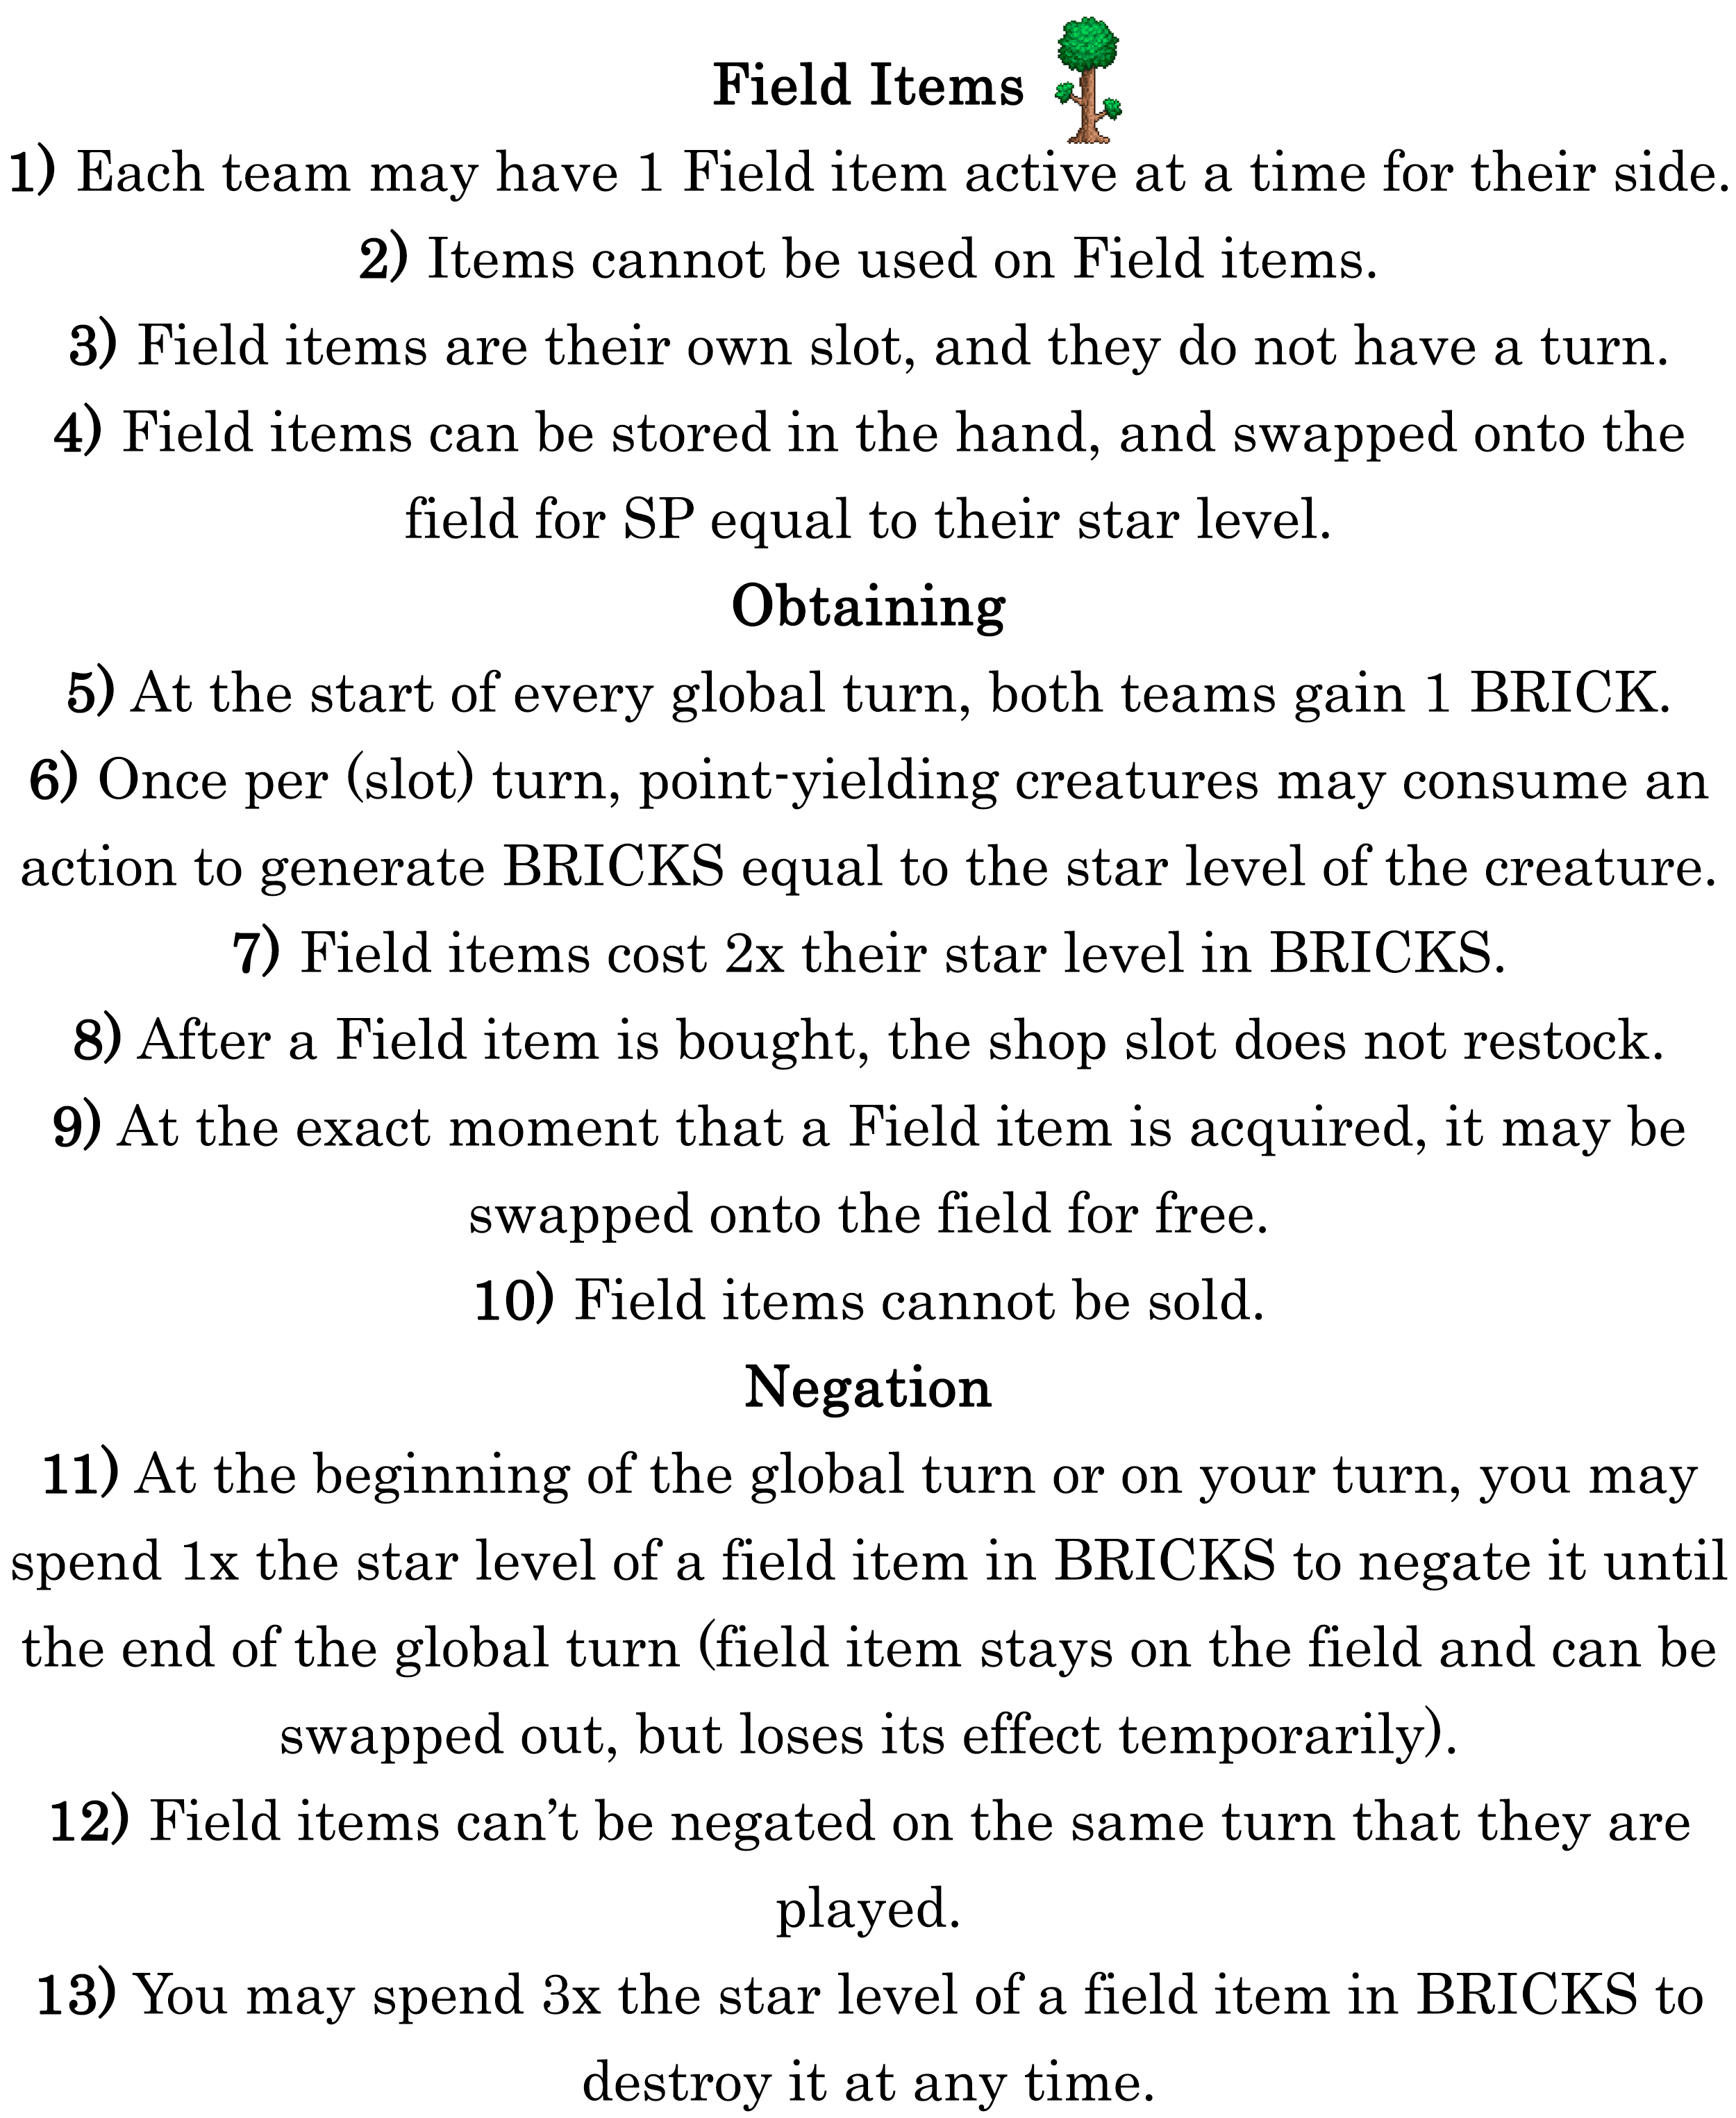 Field Items
1) Each team may have 1 Field item active at a time for their side.
2) Items cannot be used on Field items.
3) Field items are their own slot, and they do not have a turn.
4) Field items can be stored in the hand, and swapped onto the
field for SP equal to their star level.
Obtaining
5) At the start of every global turn, both teams gain 1 BRICK.
6) Once per (slot) turn, point-yielding creatures may consume an
action to generate BRICKS equal to the star level of the creature.
7) Field items cost 2x their star level in BRICKS.
8) After a Field item is bought, the shop slot does not restock.
9) At the exact moment that a Field item is acquired, it may be
swapped onto the field for free.
10) Field items cannot be sold.
Negation
11) At the beginning of the global turn or on your turn, you may
spend 1x the star level of a field item in BRICKS to negate it until
the end of the global turn (field item stays on the field and can be
swapped out, but loses its effect temporarily).
12) Field items can’t be negated on the same turn that they are
played.
13) You may spend 3x the star level of a field item in BRICKS to
destroy it at any time.